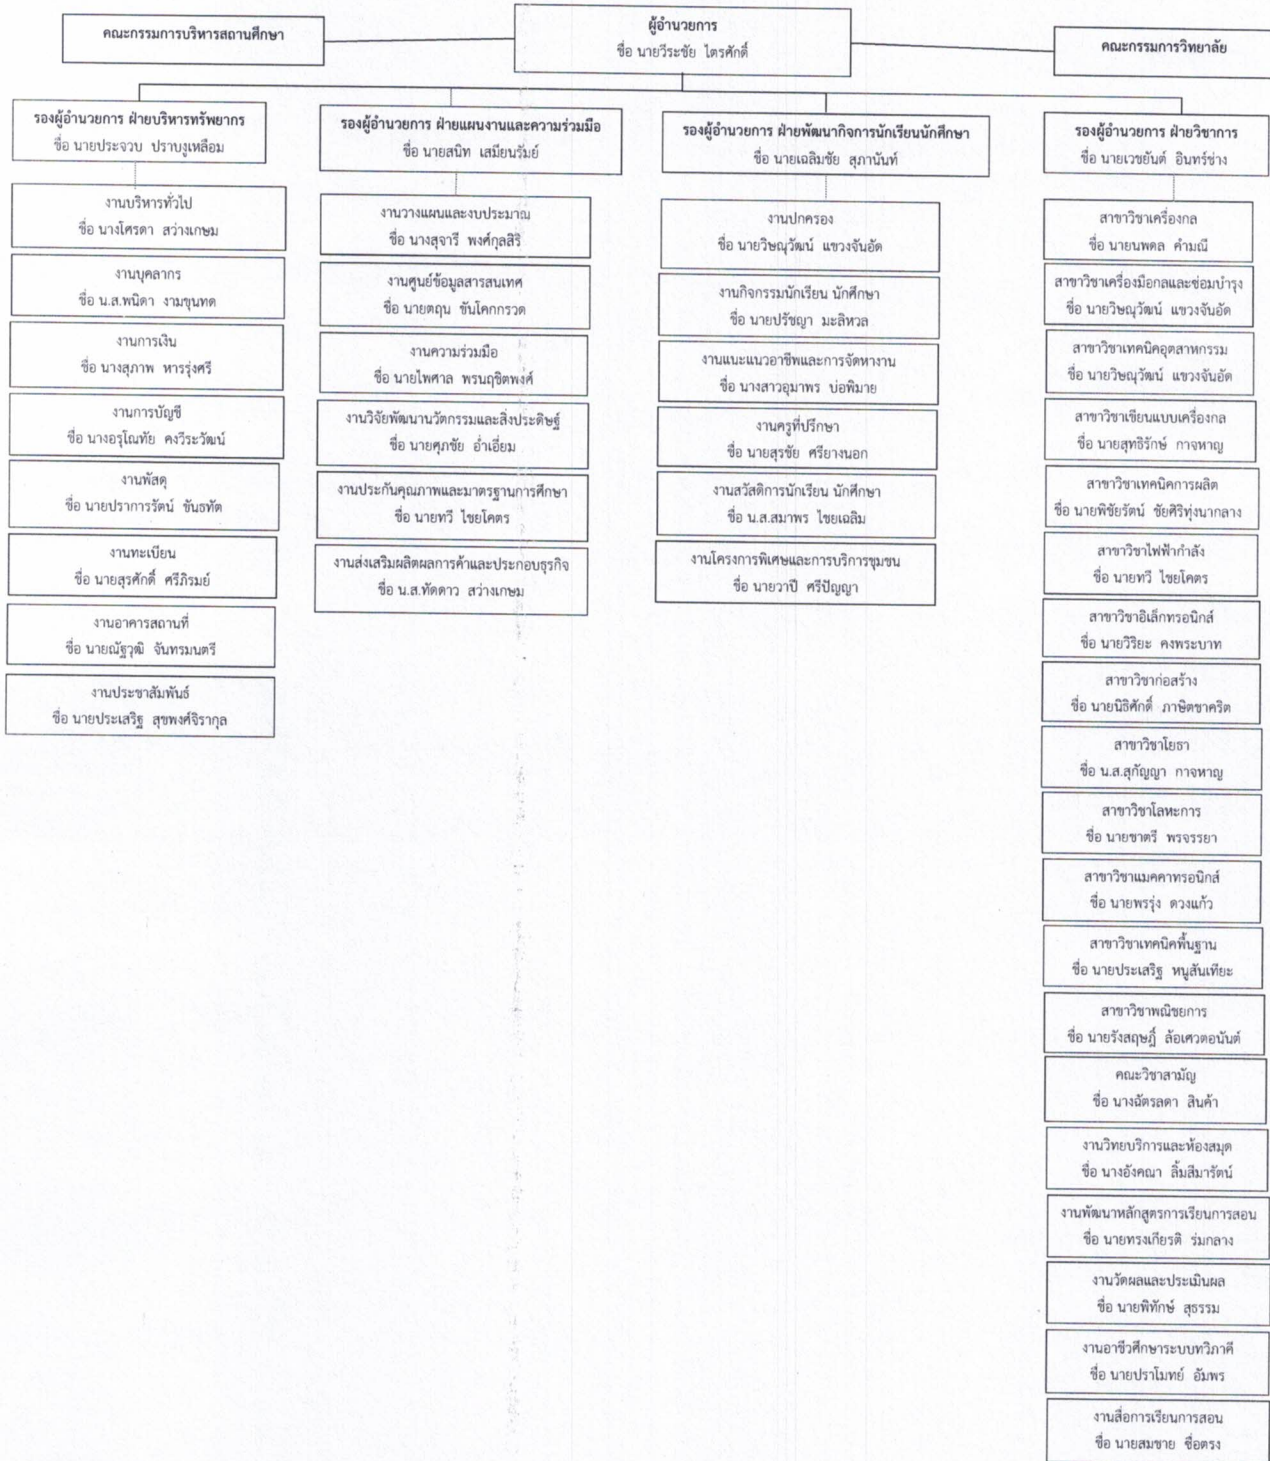 คณะกรรมการบริหารสถานศึกษา
ผู้อำนวยการ
ชื่อ นายวีระชัย ไตรศักดิ์
คณะกรรมการวิทยาลัย
รองผู้อำนวยการ ฝ่ายบริหารทรัพยากร
ชื่อ นายประจวบ ปราบงูเหลือม
งานบริหารทั่วไป
ชื่อ นางโศรดา สว่างเกษม
งานบุคลากร
ชื่อ น.ส.พนิดา งามขุนทด
งานการเงิน
ชื่อ นางสุภาพ หารรุ่งศรี
งานการบัญชี
ชื่อ นางอรุโณทัย คงวีระวัฒน์
งานพัสดุ
ชื่อ นายปราการรัตน์ ขันธทัต
งานทะเบียน
ชื่อ นายสุรศักดิ์ ศรีภิรมย์
งานอาคารสถานที่
ชื่อ นายณัฐวุฒิ จันทรมนตรี
งานประชาสัมพันธ์
ชื่อ นายประเสริฐ สุขพงศ์จิรากุล
รองผู้อำนวยการ ฝ่ายแผนงานและความร่วมมือ
ชื่อ นายสนิท เสมียนรัมย์
งานวางแผนและงบประมาณ
ชื่อ นางสุจารี พงศ์กุลสิริ
งานศูนย์ข้อมูลสารสนเทศ
ชื่อ นายตฤน ขันโคกกรวด
งานความร่วมมือ
ชื่อ นายไพศาล พรนฤชิตพงศ์
งานวิจัยพัฒนานวัตกรรมและสิ่งประดิษฐ์
ชื่อ นายศุภชัย อ่ำเอี่ยม
งานประกันคุณภาพและมาตรฐานการศึกษา
ชื่อ นายทวี ไชยโคตร
งานส่งเสริมผลิตผลการค้าและประกอบธุรกิจ
ชื่อ น.ส.ทัดดาว สว่างเกษม
รองผู้อำนวยการ ฝ่ายพัฒนากิจการนักเรียนนักศึกษา
ชื่อ นายเฉลิมชัย สุภานันท์
งานปกครอง
ชื่อ นายวิษณุวัฒน์ แขวงจันอัด
งานกิจกรรมนักเรียน นักศึกษา
ชื่อ นายปรัชญา มะลิหวล
งานแนะแนวอาชีพและการจัดหางาน
ชื่อ นางสาวอุมาพร บ่อพิมาย
งานครูที่ปรึกษา
ชื่อ นายสุรชัย ศรียางนอก
งานสวัสดิการนักเรียน นักศึกษา
ชื่อ น.ส.สมาพร ไชยเฉลิม
งานโครงการพิเศษและการบริการชุมชน
ชื่อ นายวาปี ศรีปัญญา
รองผู้อำนวยการ ฝ่ายวิชาการ
ชื่อ นายเวชยันต์ อินทร์ช่าง
สาขาวิชาเครื่องกล
ชื่อ นายนพดล คำมณี
สาขาวิชาเครื่องมือกลและซ่อมบำรุง
ชื่อ นายวิษณุวัฒน์ แขวงจันอัด
สาขาวิชาเทคนิคอุตสาหกรรม
ชื่อ นายวิษณุวัฒน์ แขวงจันอัด
สาขาวิชาเขียนแบบเครื่องกล
ชื่อ นายสุทธิรักษ์ กาจหาญ
สาขาวิชาเทคนิคการผลิต
ชื่อ นายพิชัยรัตน์ ชัยศิริทุ่งนากลาง
สาขาวิชาไฟฟ้ากำลัง
ชื่อ นายทวี ไชยโคตร
สาขาวิชาอิเล็กทรอนิกส์
ชื่อ นายวิริยะ คงพระบาท
สาขาวิชาก่อสร้าง
ชื่อ นายนิธิศักดิ์ ภาษิตชาคริต
สาขาวิชาโยธา
ชื่อ น.ส.สุกัญญา กาจหาญ
สาขาวิชาโลหะการ
ชื่อ นายชาตรี พรจรรยา
สาขาวิชาแมคคาทรอนิกส์
ชื่อ นายพรรุ่ง ดวงแก้ว
สาขาวิชาเทคนิคพื้นฐาน
ชื่อ นายประเสริฐ หนูสันเทียะ
สาขาวิชาพณิชยการ
ชื่อ นายรังสฤษฎิ์ ล้อเศวตอนันต์
คณะวิชาสามัญ
ชื่อ นางฉัตรลดา สินค้า
งานวิทยบริการและห้องสมุด
ชื่อ นางอังคณา ลิ้มสีมารัตน์
งานพัฒนาหลักสูตรการเรียนการสอน
ชื่อ นายทรงเกียรติ ร่มกลาง
งานวัดผลและประเมินผล
ชื่อ นายพิทักษ์ สุธรรม
งานอาชีวศึกษาระบบทวิภาคี
ชื่อ นายปราโมทย์ อัมพร
งานสื่อการเรียนการสอน
ชื่อ นายสมชาย ซื่อตรง